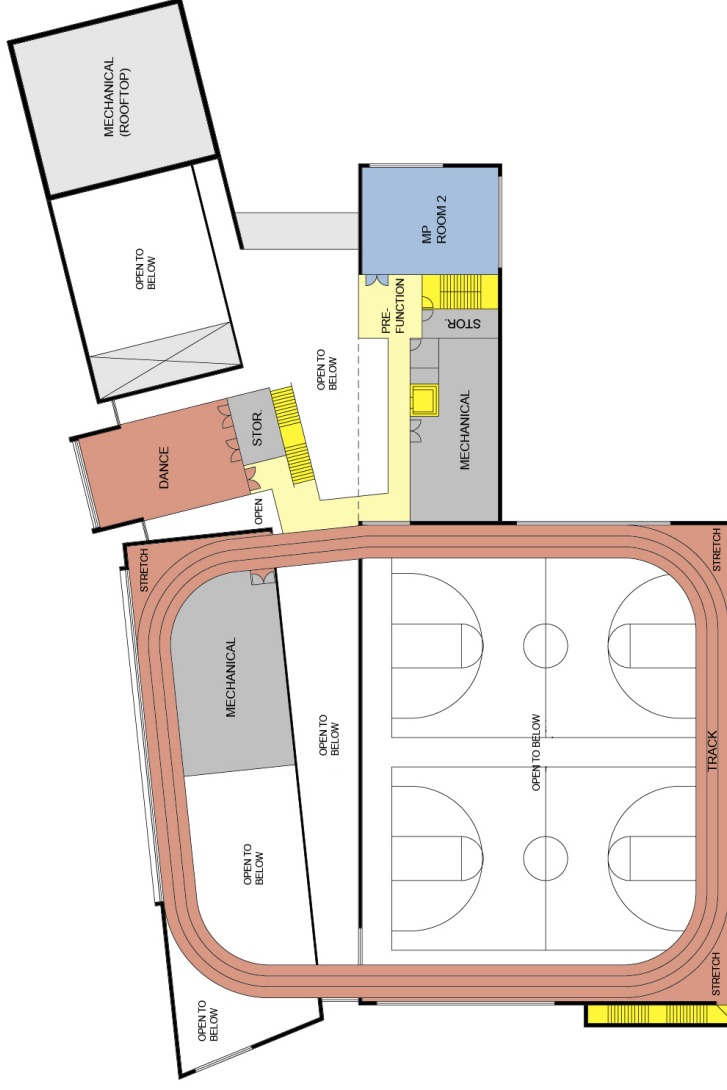 MECHANICAL
(ROOFTOP)
OPEN TO
BELOW
MP
ROOM 2
PRE-
FUNCTION
STOR.
OPEN TO
BELOW
DANCE
STOR.
MECHANICAL
OPEN
STRETCH
STRETCH
MECHANICAL
OPEN TO
BELOW
OPEN TO BELOW
TRACK
OPEN TO
BELOW
OPEN TO
BELOW
STRETCH